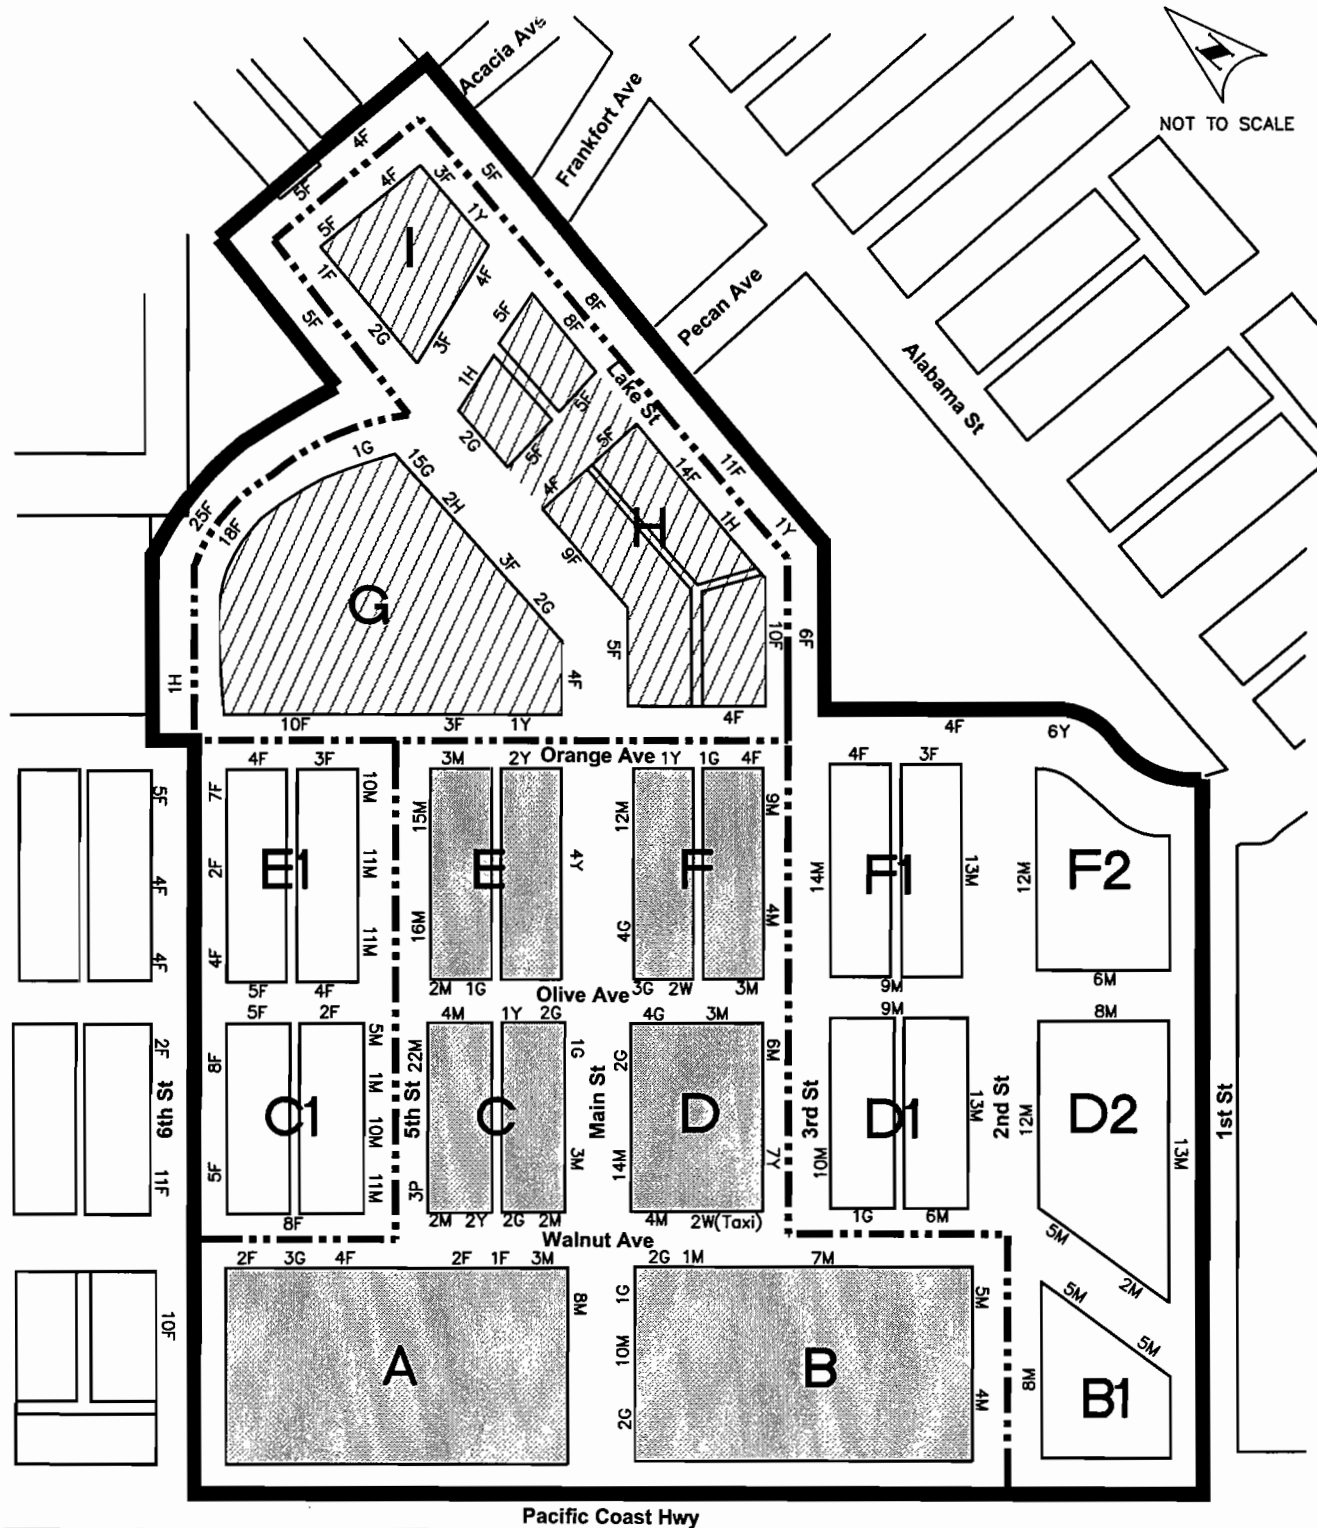 Acacia Ave
Frankfort Ave
N
NOT TO SCALE
4F
5F
5F
4F
3F
5F
1Y
I
1F
4F
5F
2G
3F
8F
5F
8F
Pecan Ave
Alabama St
1H
5F
Lake St
2G
5F
5F
1G
15G
2H
4F
14F
11F
1H
1Y
25F
18F
H
9F
3F
2G
G
5F
10F
6F
1H
4F
10F
3F
1Y
4F
4F
6Y
Orange Ave
4F
3F
3M
2Y
1Y
1G
4F
4F
3F
5F
7F
10M
15M
12M
9M
4F
2F
E1
11M
E
4Y
F
14M
F1
13M
12M
F2
4F
4F
11M
16M
4G
4M
5F
4F
2M
1G
3G
2W
3M
9M
6M
Olive Ave
5F
2F
4M
1Y
2G
4G
3M
9M
8M
2F
8F
5M
22M
1G
2G
6M
6th St
1M
5th St
Main St
3rd St
13M
2nd St
12M
1st St
C1
C
D
D1
D2
10M
11F
5F
11M
3P
3M
14M
7Y
10M
13M
8F
2M
2Y
2G
2M
4M
2W(Taxi)
1G
6M
5M
Walnut Ave
2F
3G
4F
2F
1F
3M
2G
1M
7M
2M
10F
8M
1G
5M
5M
5M
A
10M
B
8M
B1
2G
4M
Pacific Coast Hwy